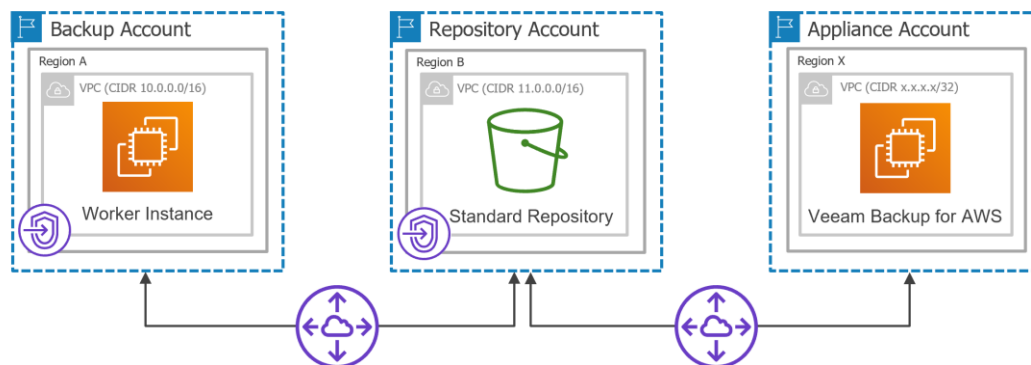 Backup Account
Region A
VPC (CIDR 10.0.0.0/16)
Worker Instance
Repository Account
Region B
VPC (CIDR 11.0.0.0/16)
Standard Repository
Appliance Account
Region X
VPC (CIDR x.x.x.x/32)
Veeam Backup for AWS